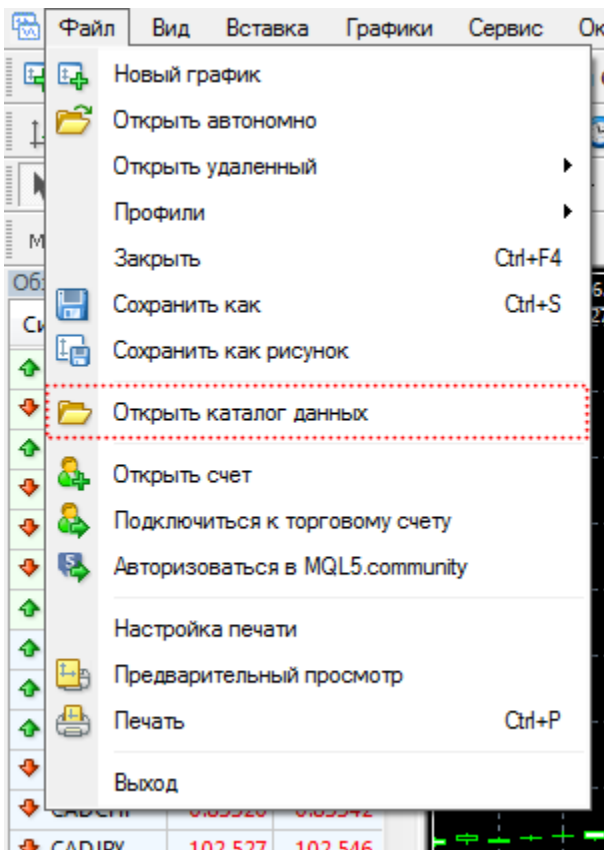 Файл Вид Вставка Графики Сервис
Новый график
Открыть автономно
Открыть удаленный
Профили
Закрыть Ctrl+F4
Сохранить как Ctrl+S
Сохранить как рисунок
Открыть каталог данных
Открыть счет
Подключиться к торговому счету
Авторизоваться в MQL5.community
Настройка печати
Предварительный просмотр
Печать Ctrl+P
Выход
CADJPY 102.527 102.546